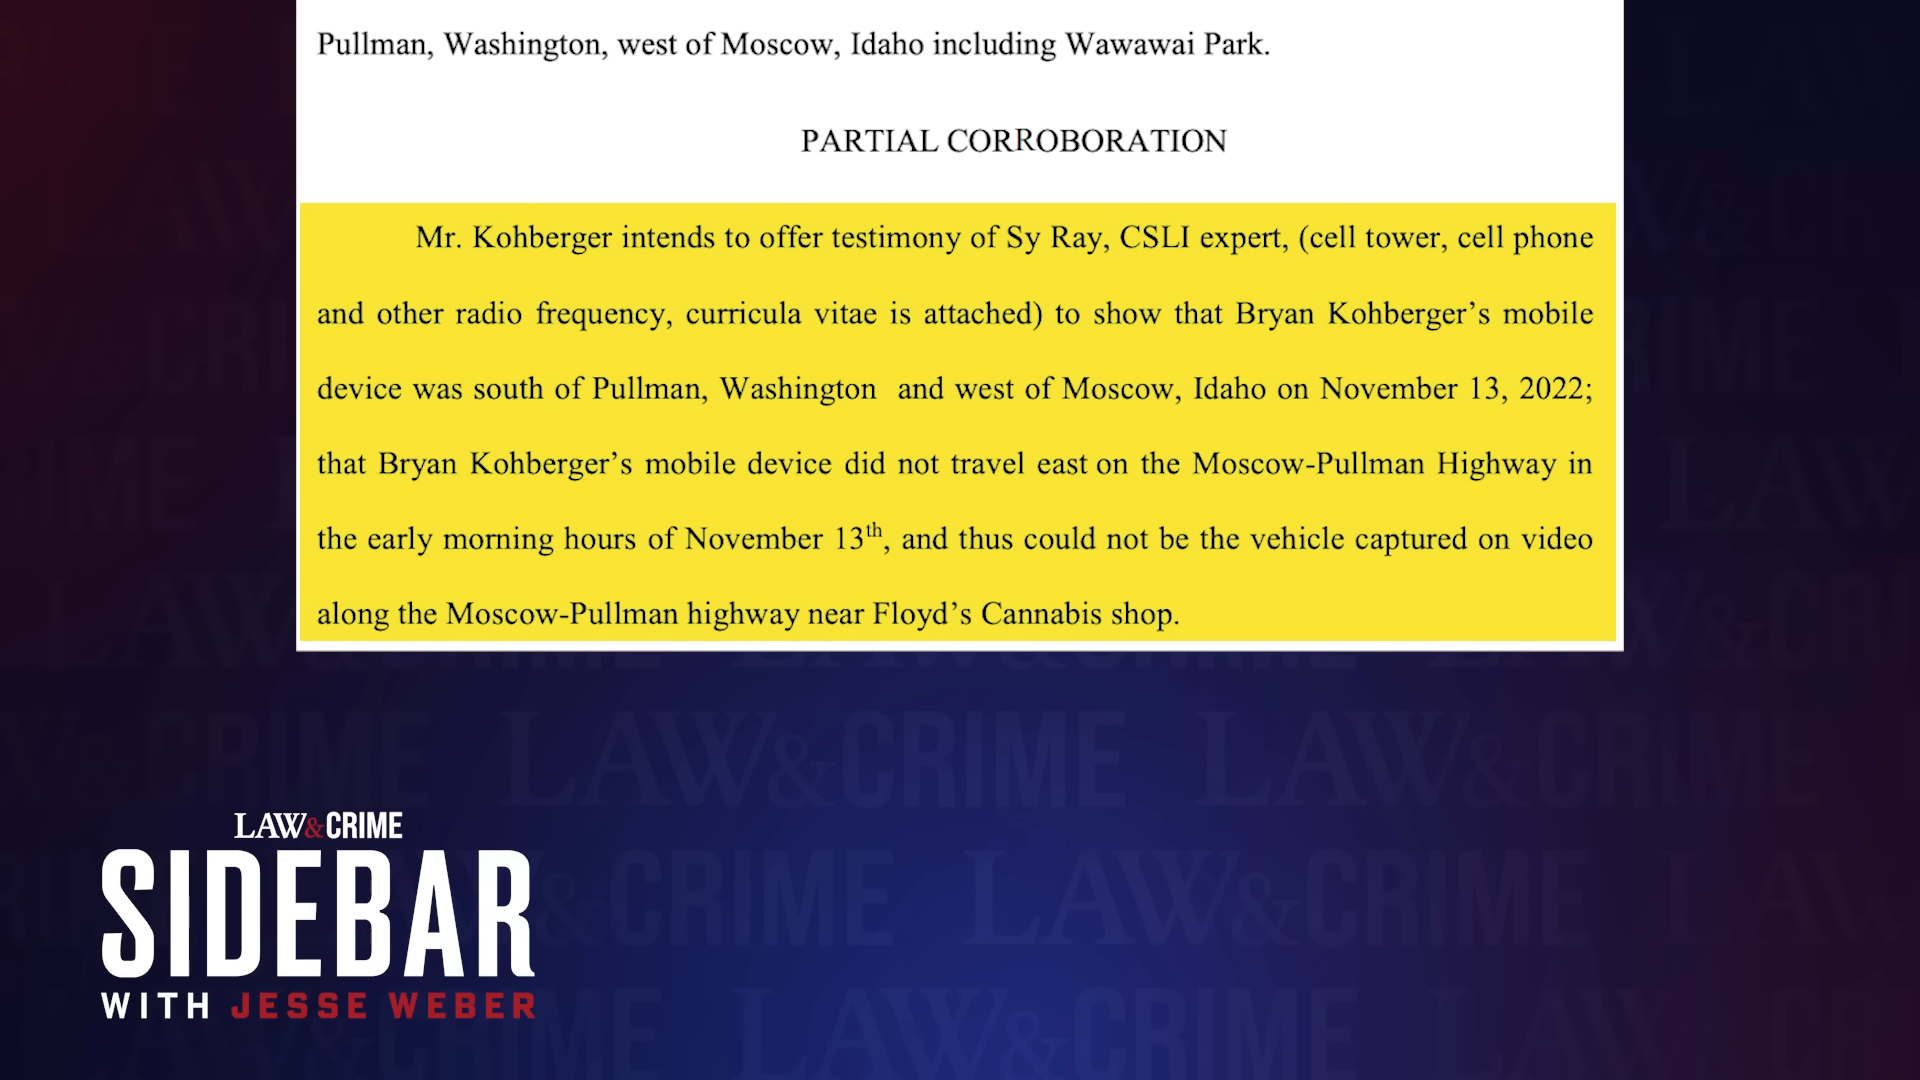 Pullman, Washington, west of Moscow, Idaho including Wawawai Park.
PARTIAL CORROBORATION
Mr. Kohberger intends to offer testimony of Sy Ray, CSLI expert, (cell tower, cell phone
and other radio frequency, curricula vitae is attached) to show that Bryan Kohberger’s mobile
device was south of Pullman, Washington and west of Moscow, Idaho on November 13, 2022;
that Bryan Kohberger’s mobile device did not travel east on the Moscow-Pullman Highway in
the early morning hours of November 13th, and thus could not be the vehicle captured on video
along the Moscow-Pullman highway near Floyd’s Cannabis shop.
LAW&CRIME
SIDEBAR
WITH JESSE WEBER